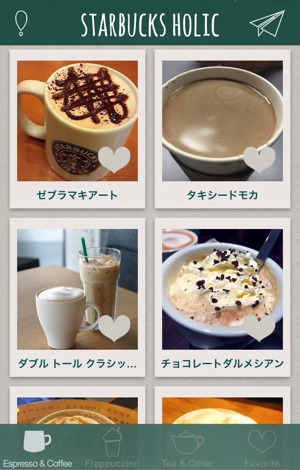 STARBUCKS HOLIC
STARBUCKS
ゼブラマキアート
タキシードモカ
ダブル トール クラシッ...
チョコレートダルメシアン
Espresso & Coffee
Frappuccino
Tea & Other
Favorite